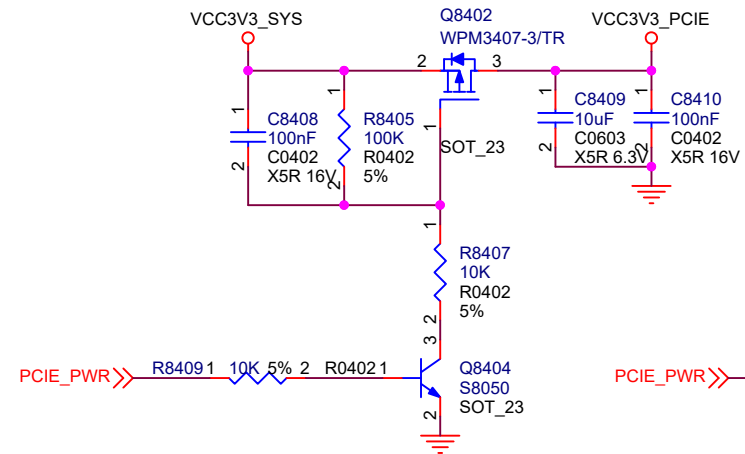 VCC3V3_SYS
Q8402
WPM3407-3/TR
VCC3V3_PCIE
2
3
1
1
1
1
1
C8408
100nF
C0402
X5R 16V
2
R8405
100K
R0402
5%
2
SOT_23
C8409
10uF
C0603
X5R 6.3V
2
C8410
100nF
C0402
X5R 16V
2
1
R8407
10K
R0402
5%
2
3
PCIE_PWR
R8409 1 10K 5% 2 R0402 1
Q8404
S8050
SOT_23
2
PCIE_PWR